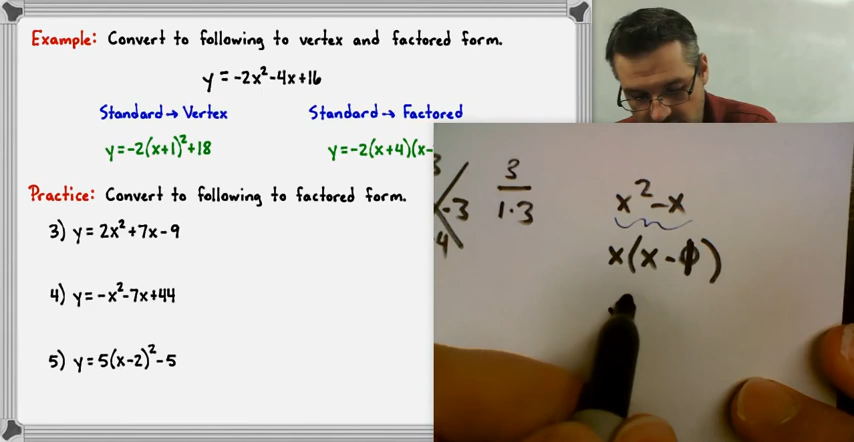 Example: Convert to following to vertex and factored form.
y = -2x²-4x+16
Standard → Vertex
Standard → Factored
y=-2(x+1)²+18
y=-2(x+4)(x-
Practice: Convert to following to factored form.
3) y = 2x²+7x-9
4) y = -x²-7x+44
5) y = 5(x-2)²-5
3
-3
4
3
1·3
x²-x
x(x-